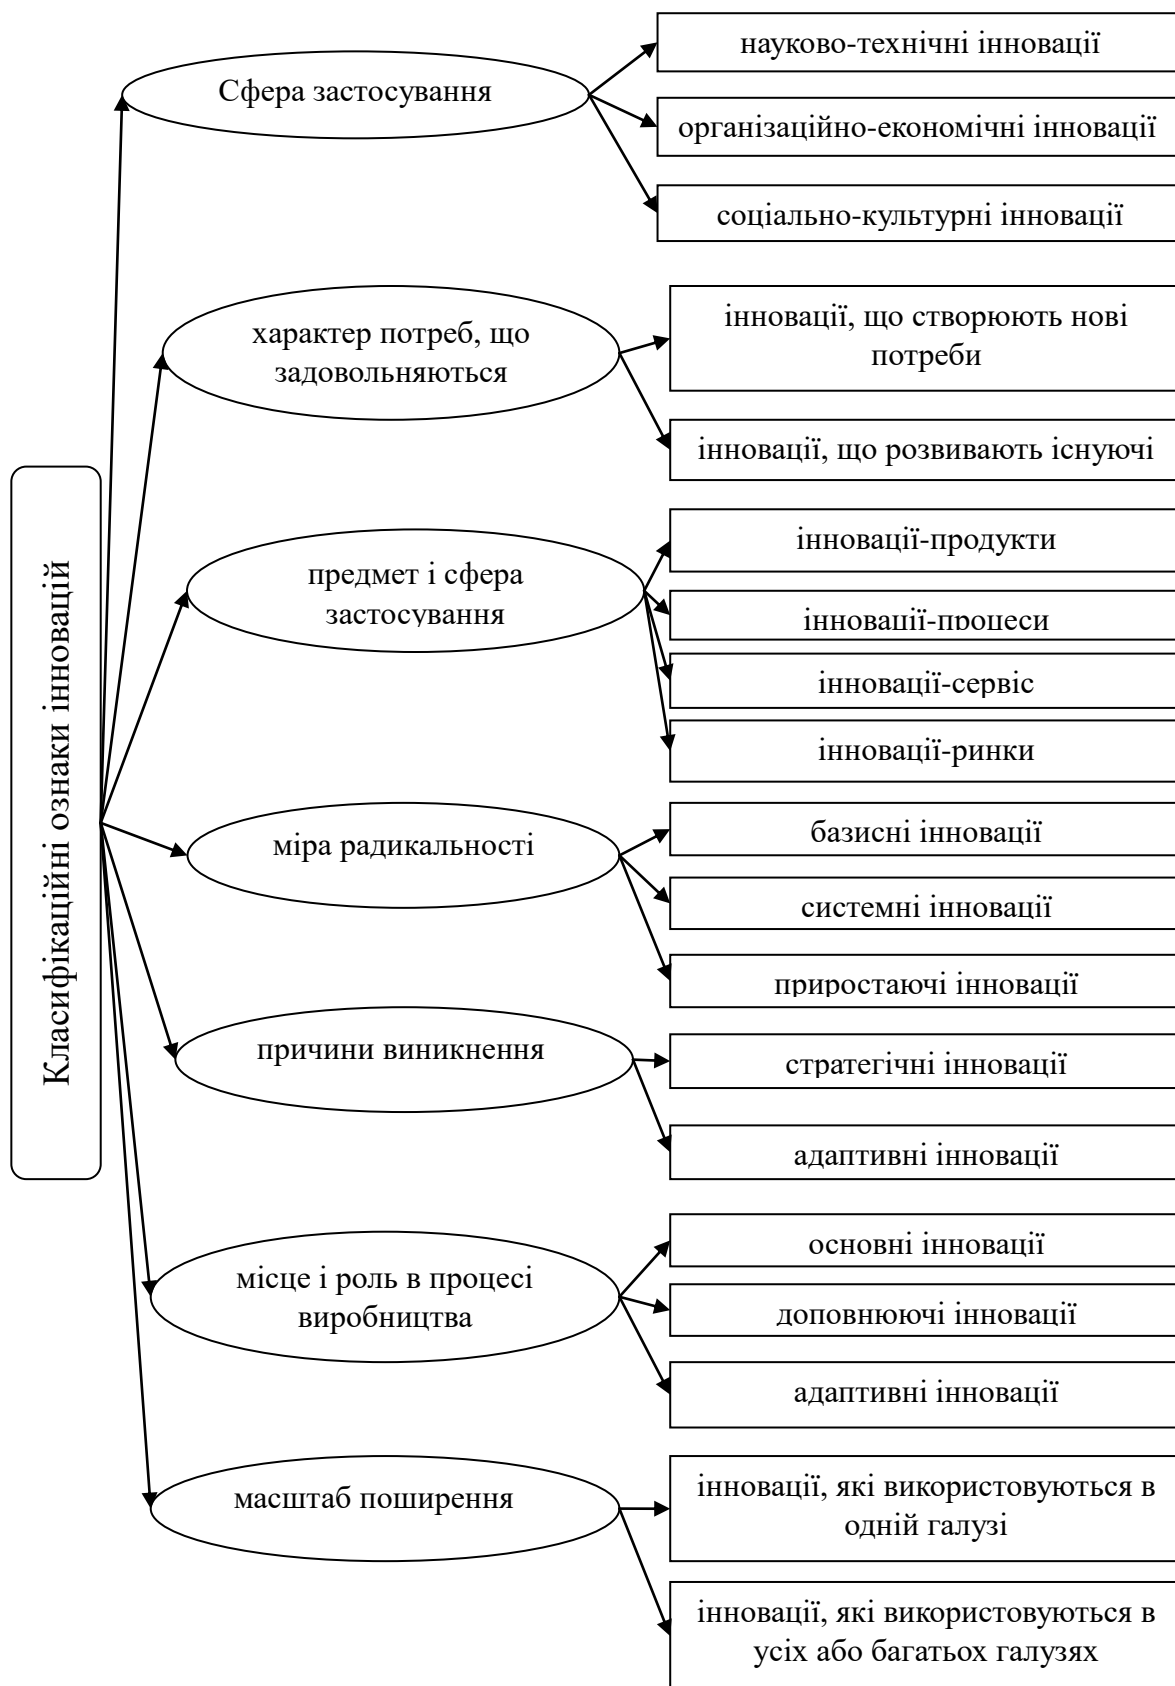 Класифікаційні ознаки інновацій
Сфера застосування
науково-технічні інновації
організаційно-економічні інновації
соціально-культурні інновації
характер потреб, що
задовольняються
інновації, що створюють нові
потреби
інновації, що розвивають існуючі
предмет і сфера
застосування
інновації-продукти
інновації-процеси
інновації-сервіс
інновації-ринки
міра радикальності
базисні інновації
системні інновації
приростаючі інновації
причини виникнення
стратегічні інновації
адаптивні інновації
місце і роль в процесі
виробництва
основні інновації
доповнюючі інновації
адаптивні інновації
масштаб поширення
інновації, які використовуються в
одній галузі
інновації, які використовуються в
усіх або багатьох галузях